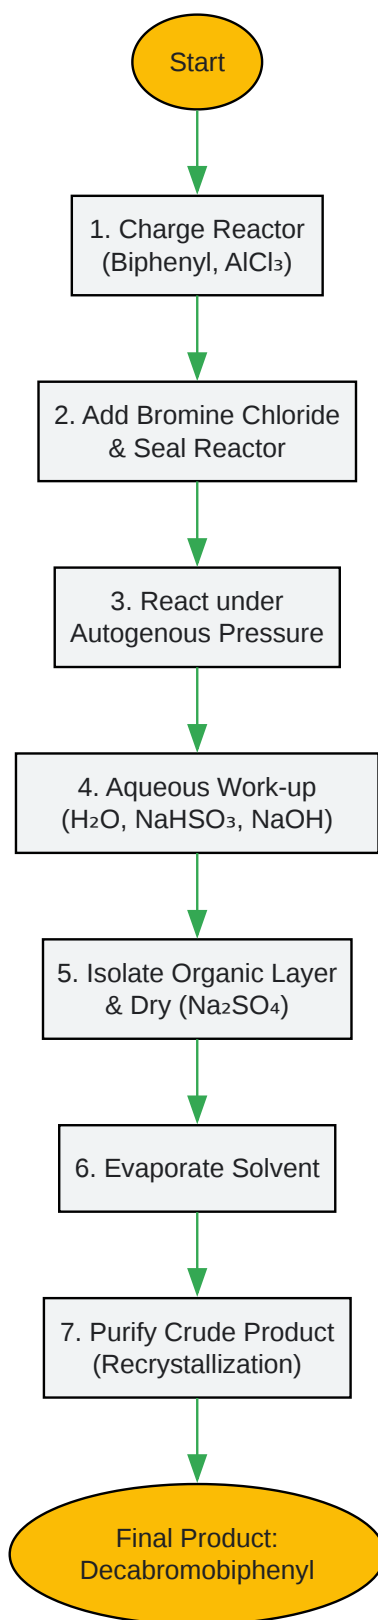 Start
1. Charge Reactor
(Biphenyl, AlCl₃)
2. Add Bromine Chloride
& Seal Reactor
3. React under
Autogenous Pressure
4. Aqueous Work-up
(H₂O, NaHSO₃, NaOH)
5. Isolate Organic Layer
& Dry (Na₂SO₄)
6. Evaporate Solvent
7. Purify Crude Product
(Recrystallization)
Final Product:
Decabromobiphenyl